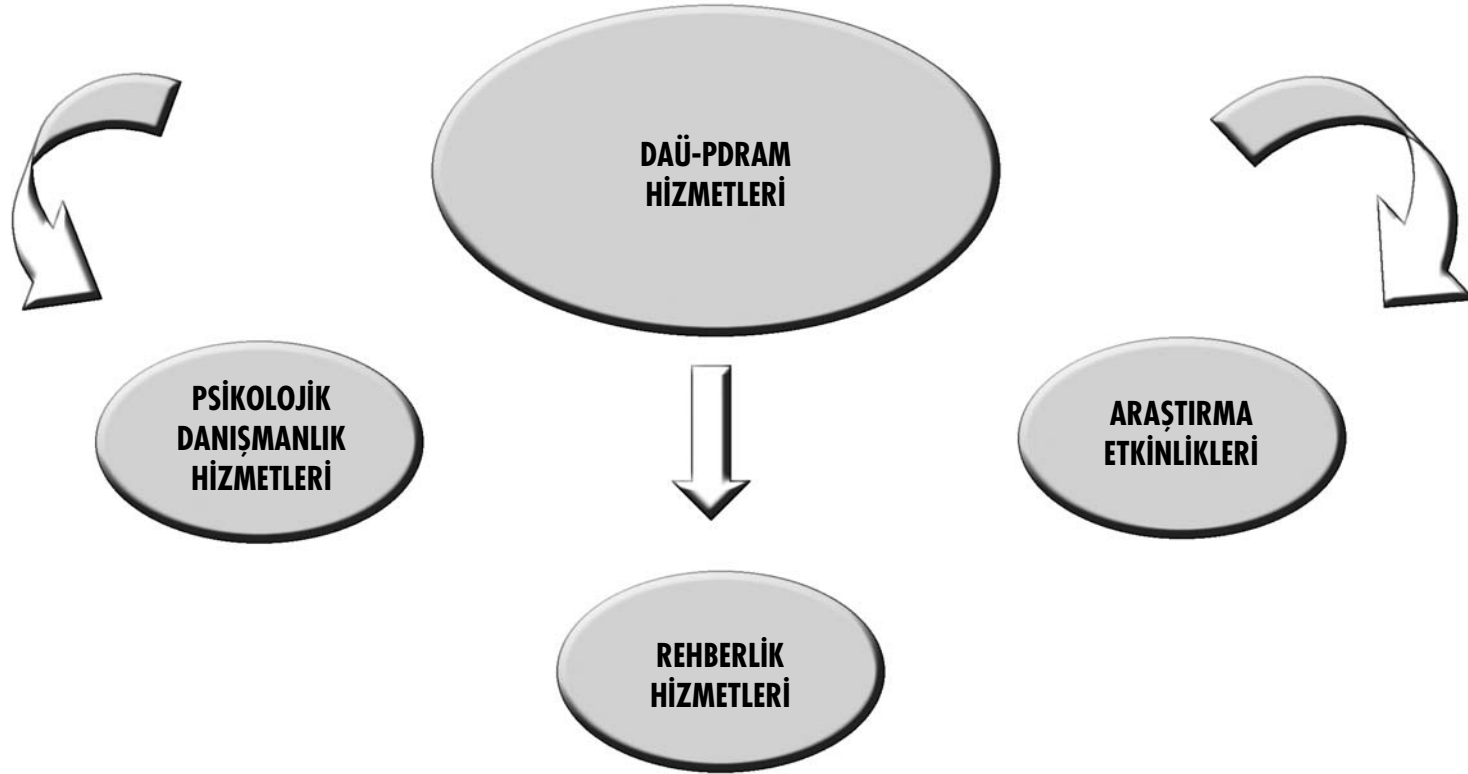 DAÜ-PDRAM
HİZMETLERİ
PSİKOLOJİK
DANIŞMANLIK
HİZMETLERİ
ARAŞTIRMA
ETKİNLİKLERİ
REHBERLİK
HİZMETLERİ